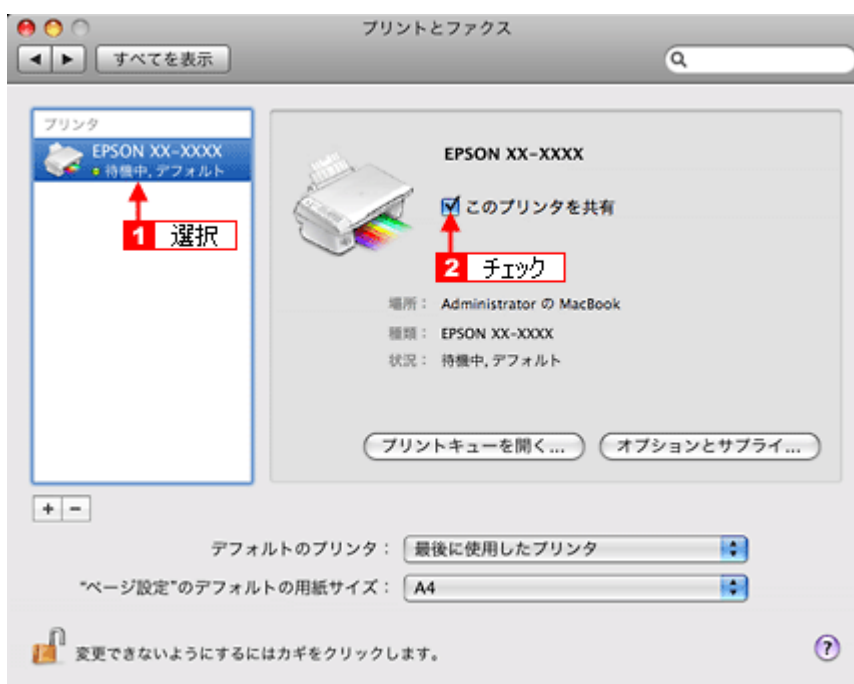 プリントとファクス
すべてを表示
プリンタ
EPSON XX-XXXX
待機中, デフォルト
1 選択
EPSON XX-XXXX
このプリンタを共有
2 チェック
場所： Administrator の MacBook
種類： EPSON XX-XXXX
状況： 待機中, デフォルト
プリントキューを開く...
オプションとサプライ...
+ −
デフォルトのプリンタ： 最後に使用したプリンタ
“ページ設定”のデフォルトの用紙サイズ： A4
変更できないようにするにはカギをクリックします。
?